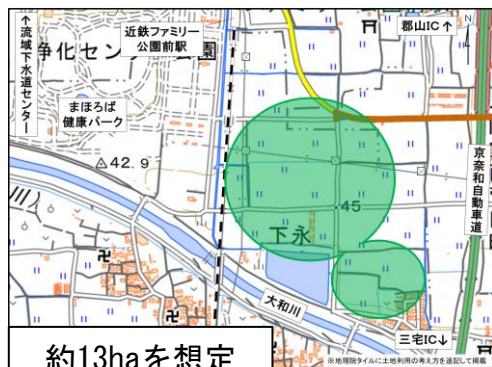 ↑流域下水道センター
近鉄ファミリー
公園前駅
郡山IC↑
N
浄化センター公園
まほろば
健康パーク
42.9
京奈和自動車道
45
下永
大和川
三宅IC↓
約13haを想定
※地理院タイルに土地利用の考え方を追記して掲載